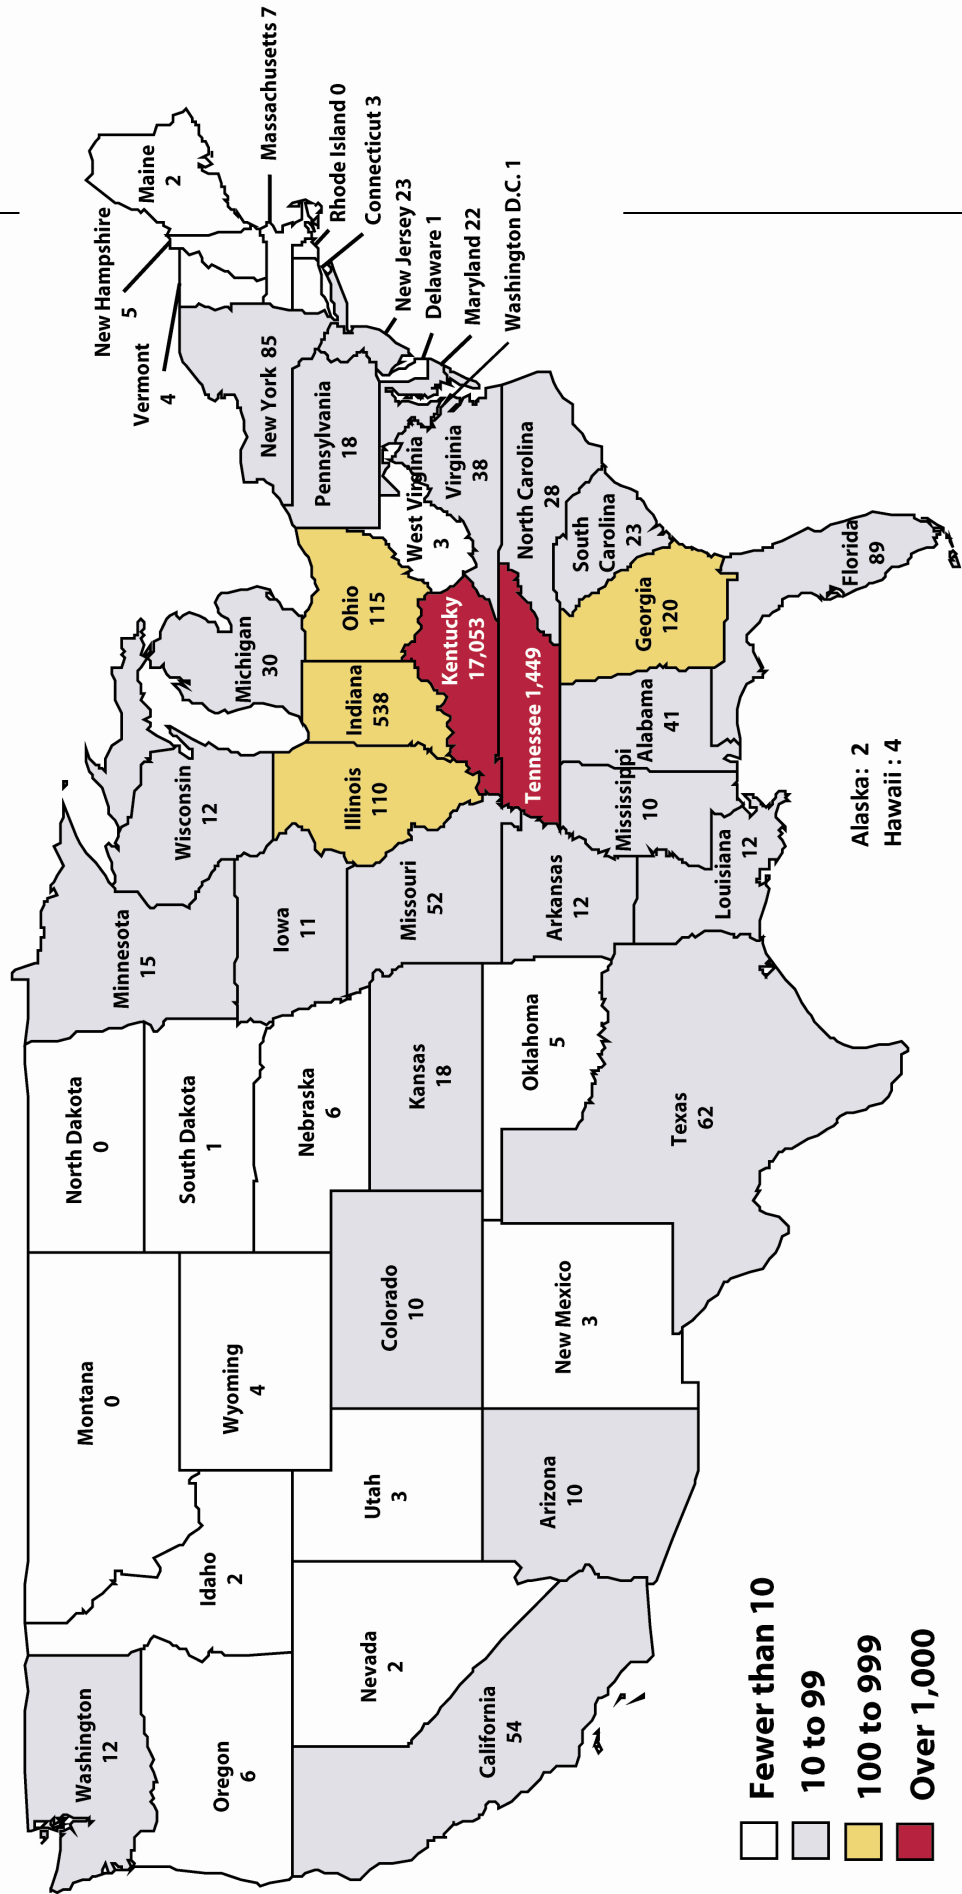 Washington
12
Oregon
6
California
54
Nevada
2
Idaho
2
Montana
0
Wyoming
4
Utah
3
Arizona
10
Colorado
10
New Mexico
3
North Dakota
0
South Dakota
1
Nebraska
6
Kansas
18
Oklahoma
5
Texas
62
Minnesota
15
Iowa
11
Missouri
52
Arkansas
12
Louisiana
12
Wisconsin
12
Illinois
110
Michigan
30
Indiana
538
Ohio
115
Kentucky
17,053
Tennessee 1,449
Mississippi
10
Alabama
41
Georgia
120
Florida
89
South
Carolina
23
North Carolina
28
Virginia
38
West Virginia
3
Pennsylvania
18
New York 85
Vermont
4
New Hampshire
5
Maine
2
Massachusetts 7
Rhode Island 0
Connecticut 3
New Jersey 23
Delaware 1
Maryland 22
Washington D.C. 1
Alaska: 2
Hawaii : 4
Fewer than 10
10 to 99
100 to 999
Over 1,000